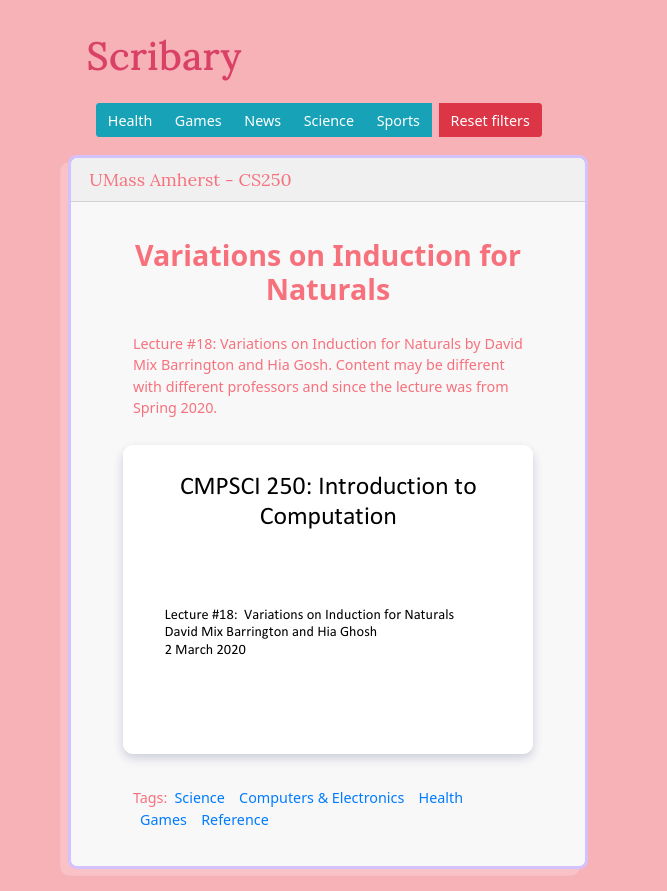 Scribary
Health Games News Science Sports Reset filters
UMass Amherst - CS250
Variations on Induction for
Naturals
Lecture #18: Variations on Induction for Naturals by David
Mix Barrington and Hia Gosh. Content may be different
with different professors and since the lecture was from
Spring 2020.
CMPSCI 250: Introduction to
Computation
Lecture #18: Variations on Induction for Naturals
David Mix Barrington and Hia Ghosh
2 March 2020
Tags: Science Computers & Electronics Health
Games Reference